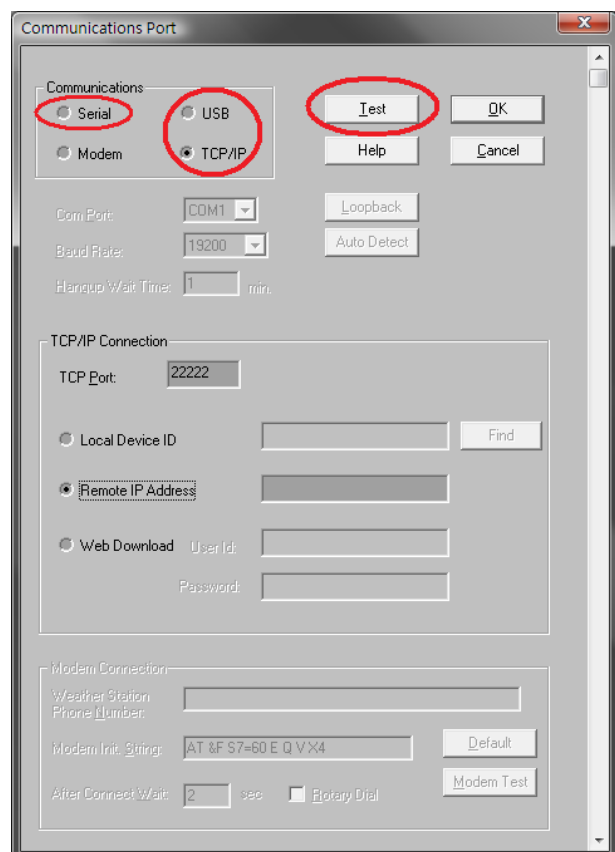 Communications Port
Communications
Serial
USB
Modem
TCP/IP
Test
OK
Help
Cancel
Com Port:
COM1
Loopback
Baud Rate:
19200
Auto Detect
Hangup Wait Time:
1
min.
TCP/IP Connection
TCP Port:
22222
Local Device ID
Find
Remote IP Address
Web Download
User Id:
Password:
Modem Connection
Weather Station
Phone Number:
Modem Init. String:
AT &F S7=60 E Q V X4
Default
After Connect Wait:
2
sec
Rotary Dial
Modem Test